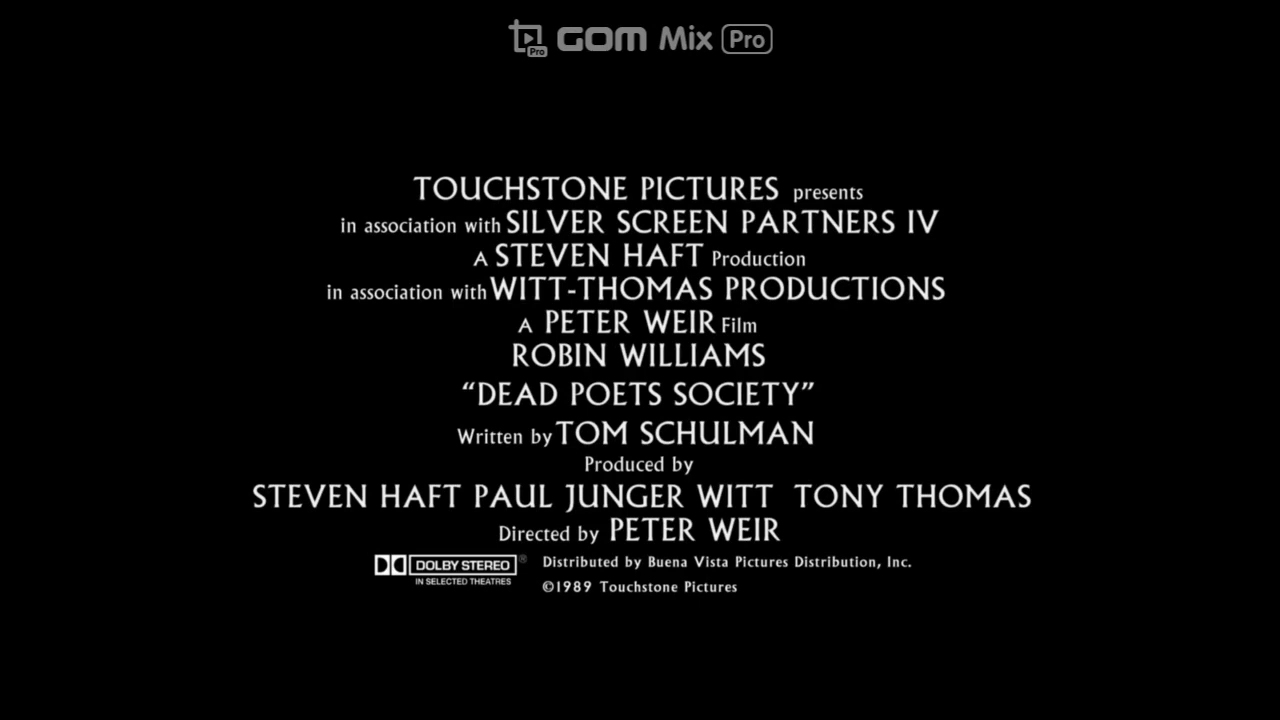 Pro GOM Mix Pro
TOUCHSTONE PICTURES presents
in association with SILVER SCREEN PARTNERS IV
A STEVEN HAFT Production
in association with WITT-THOMAS PRODUCTIONS
A PETER WEIR Film
ROBIN WILLIAMS
“DEAD POETS SOCIETY”
Written by TOM SCHULMAN
Produced by
STEVEN HAFT PAUL JUNGER WITT TONY THOMAS
Directed by PETER WEIR
DOLBY STEREO ®
IN SELECTED THEATRES
Distributed by Buena Vista Pictures Distribution, Inc.
©1989 Touchstone Pictures